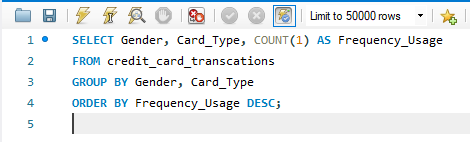 Limit to 50000 rows
1 SELECT Gender, Card_Type, COUNT(1) AS Frequency_Usage
2 FROM credit_card_transcations
3 GROUP BY Gender, Card_Type
4 ORDER BY Frequency_Usage DESC;
5